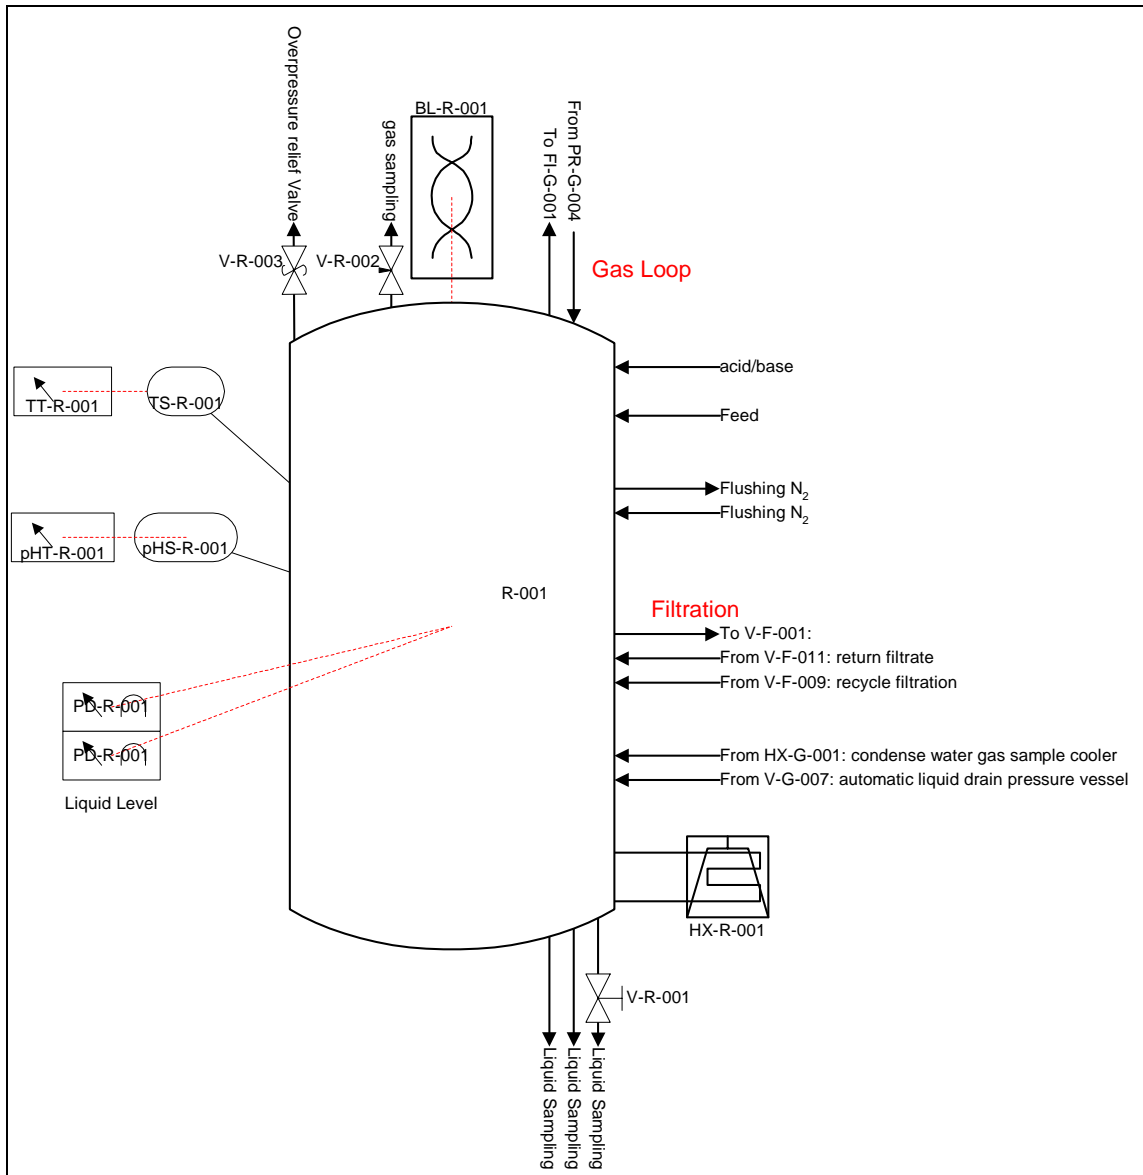 Overpressure relief Valve
gas sampling
BL-R-001
To FI-G-001
From PR-G-004
V-R-003
V-R-002
Gas Loop
acid/base
TT-R-001
TS-R-001
Feed
Flushing N₂
Flushing N₂
pHT-R-001
pHS-R-001
R-001
Filtration
To V-F-001:
From V-F-011: return filtrate
From V-F-009: recycle filtration
PD-R-001
PD-R-001
From HX-G-001: condense water gas sample cooler
From V-G-007: automatic liquid drain pressure vessel
Liquid Level
HX-R-001
V-R-001
Liquid Sampling
Liquid Sampling
Liquid Sampling